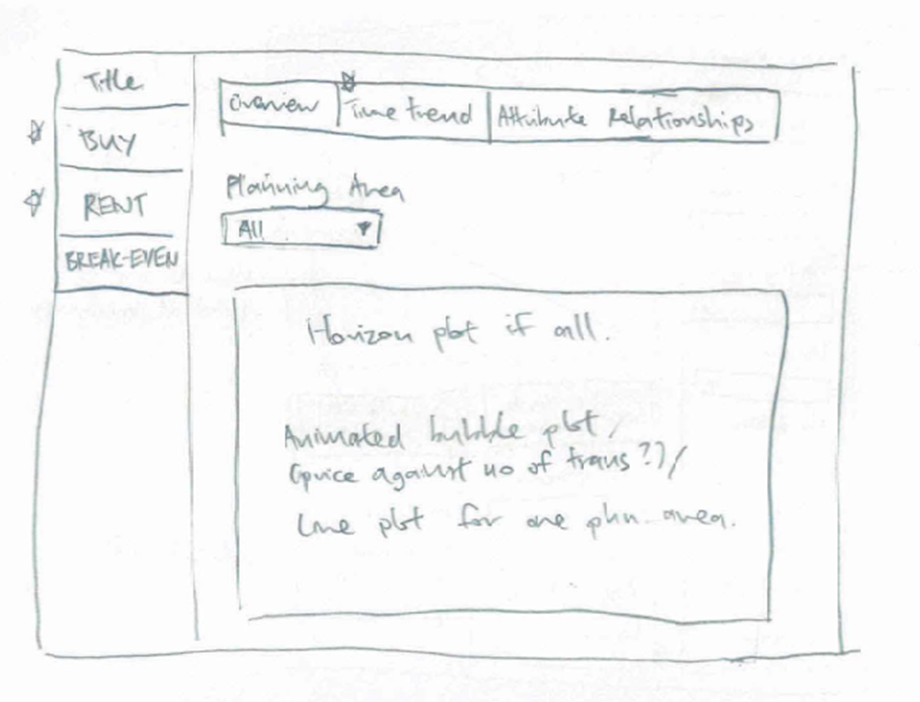 Title
BUY
RENT
BREAK-EVEN
Overview
Time trend
Attribute Relationships
Planning Area
All
Horizon plot if all.
Animated bubble plot /
(price against no of trans?) /
Line plot for one plan area.